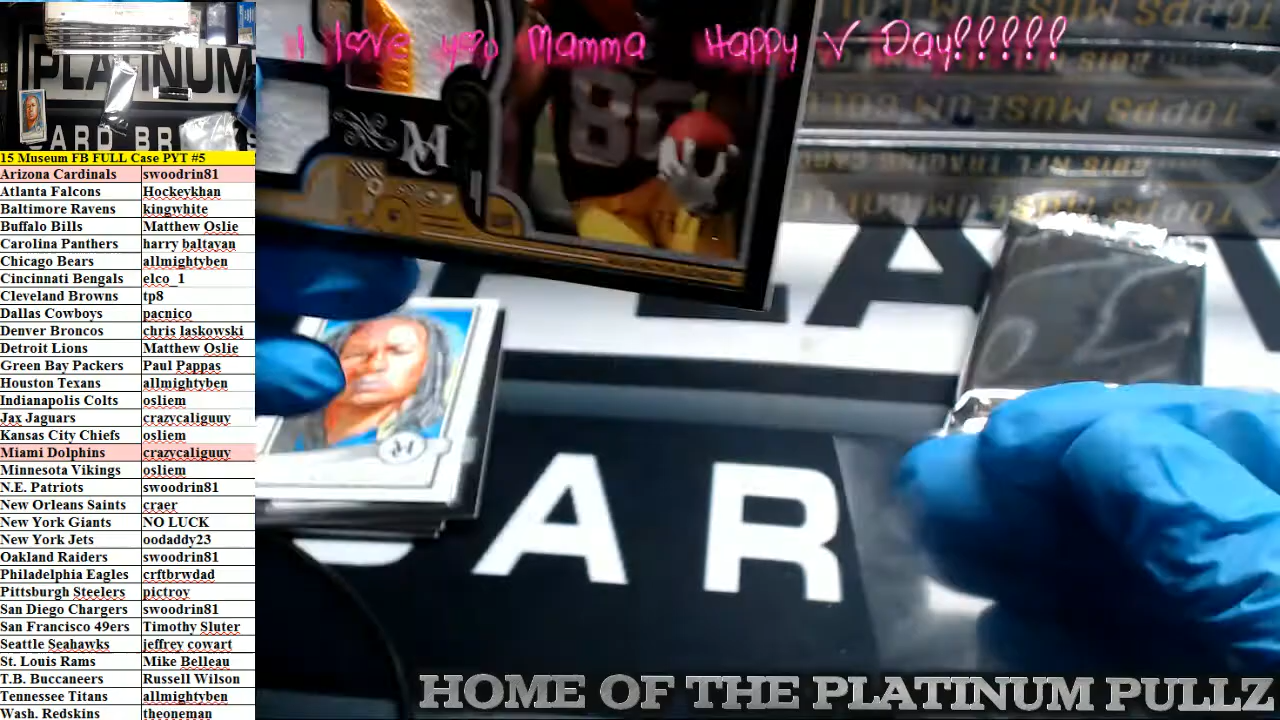 I love you Mamma Happy V Day!!!!!
PLATINUM
ARD BR
15 Museum FB FULL Case PYT #5
Arizona Cardinals swoodrin81
Atlanta Falcons Hockeykhan
Baltimore Ravens kingwhite
Buffalo Bills Matthew Oslie
Carolina Panthers harry baltayan
Chicago Bears allmightyben
Cincinnati Bengals elco_1
Cleveland Browns tp8
Dallas Cowboys pacnico
Denver Broncos chris laskowski
Detroit Lions Matthew Oslie
Green Bay Packers Paul Pappas
Houston Texans allmightyben
Indianapolis Colts osliem
Jax Jaguars crazycaliguuy
Kansas City Chiefs osliem
Miami Dolphins crazycaliguuy
Minnesota Vikings osliem
N.E. Patriots swoodrin81
New Orleans Saints craer
New York Giants NO LUCK
New York Jets oodaddy23
Oakland Raiders swoodrin81
Philadelphia Eagles crftbrwdad
Pittsburgh Steelers pictroy
San Diego Chargers swoodrin81
San Francisco 49ers Timothy Sluter
Seattle Seahawks jeffrey cowart
St. Louis Rams Mike Belleau
T.B. Buccaneers Russell Wilson
Tennessee Titans allmightyben
Wash. Redskins theoneman
MC
80
TOPPS MUSEUM
A R
HOME OF THE PLATINUM PULLZ